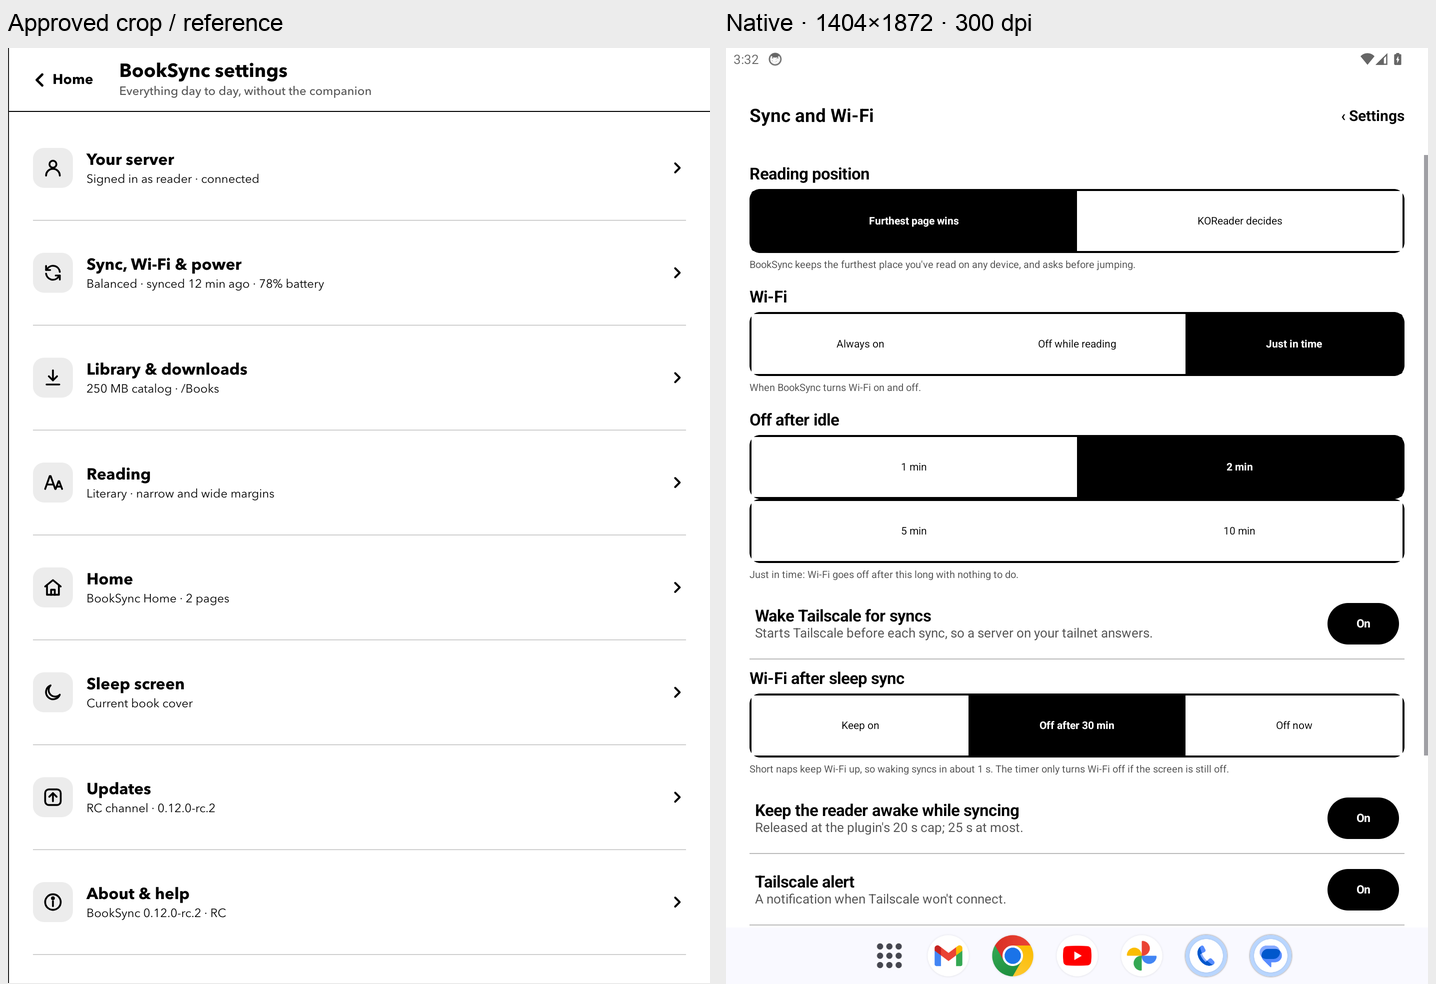 Approved crop / reference
Home
BookSync settings
Everything day to day, without the companion
Your server
Signed in as reader · connected
Sync, Wi-Fi & power
Balanced · synced 12 min ago · 78% battery
Library & downloads
250 MB catalog · /Books
Reading
Literary · narrow and wide margins
Home
BookSync Home · 2 pages
Sleep screen
Current book cover
Updates
RC channel · 0.12.0-rc.2
About & help
BookSync 0.12.0-rc.2 · RC
Native · 1404×1872 · 300 dpi
3:32
Sync and Wi-Fi
‹ Settings
Reading position
Furthest page wins
KOReader decides
BookSync keeps the furthest place you've read on any device, and asks before jumping.
Wi-Fi
Always on
Off while reading
Just in time
When BookSync turns Wi-Fi on and off.
Off after idle
1 min
2 min
5 min
10 min
Just in time: Wi-Fi goes off after this long with nothing to do.
Wake Tailscale for syncs
Starts Tailscale before each sync, so a server on your tailnet answers.
On
Wi-Fi after sleep sync
Keep on
Off after 30 min
Off now
Short naps keep Wi-Fi up, so waking syncs in about 1 s. The timer only turns Wi-Fi off if the screen is still off.
Keep the reader awake while syncing
Released at the plugin's 20 s cap; 25 s at most.
On
Tailscale alert
A notification when Tailscale won't connect.
On